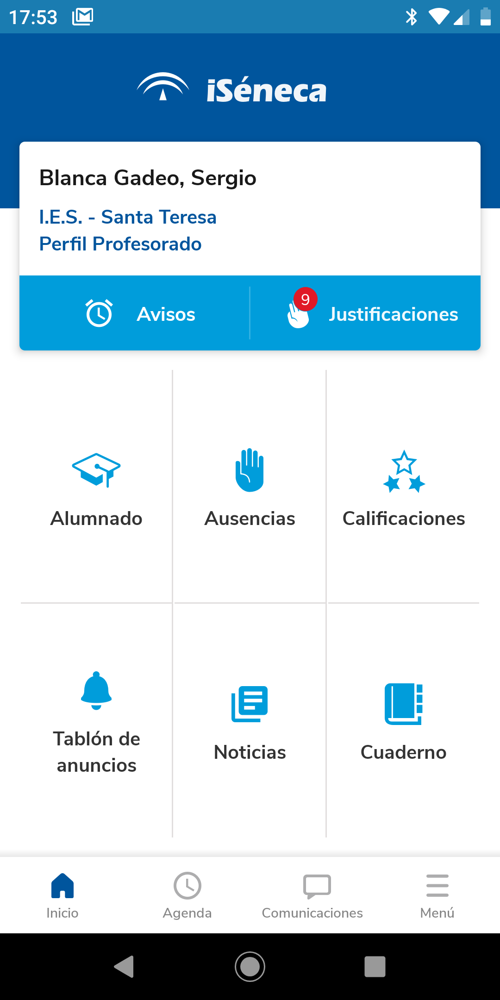 17:53
iSéneca
Blanca Gadeo, Sergio
I.E.S. - Santa Teresa
Perfil Profesorado
Avisos
9
Justificaciones
Alumnado
Ausencias
Calificaciones
Tablón de
anuncios
Noticias
Cuaderno
Inicio
Agenda
Comunicaciones
Menú